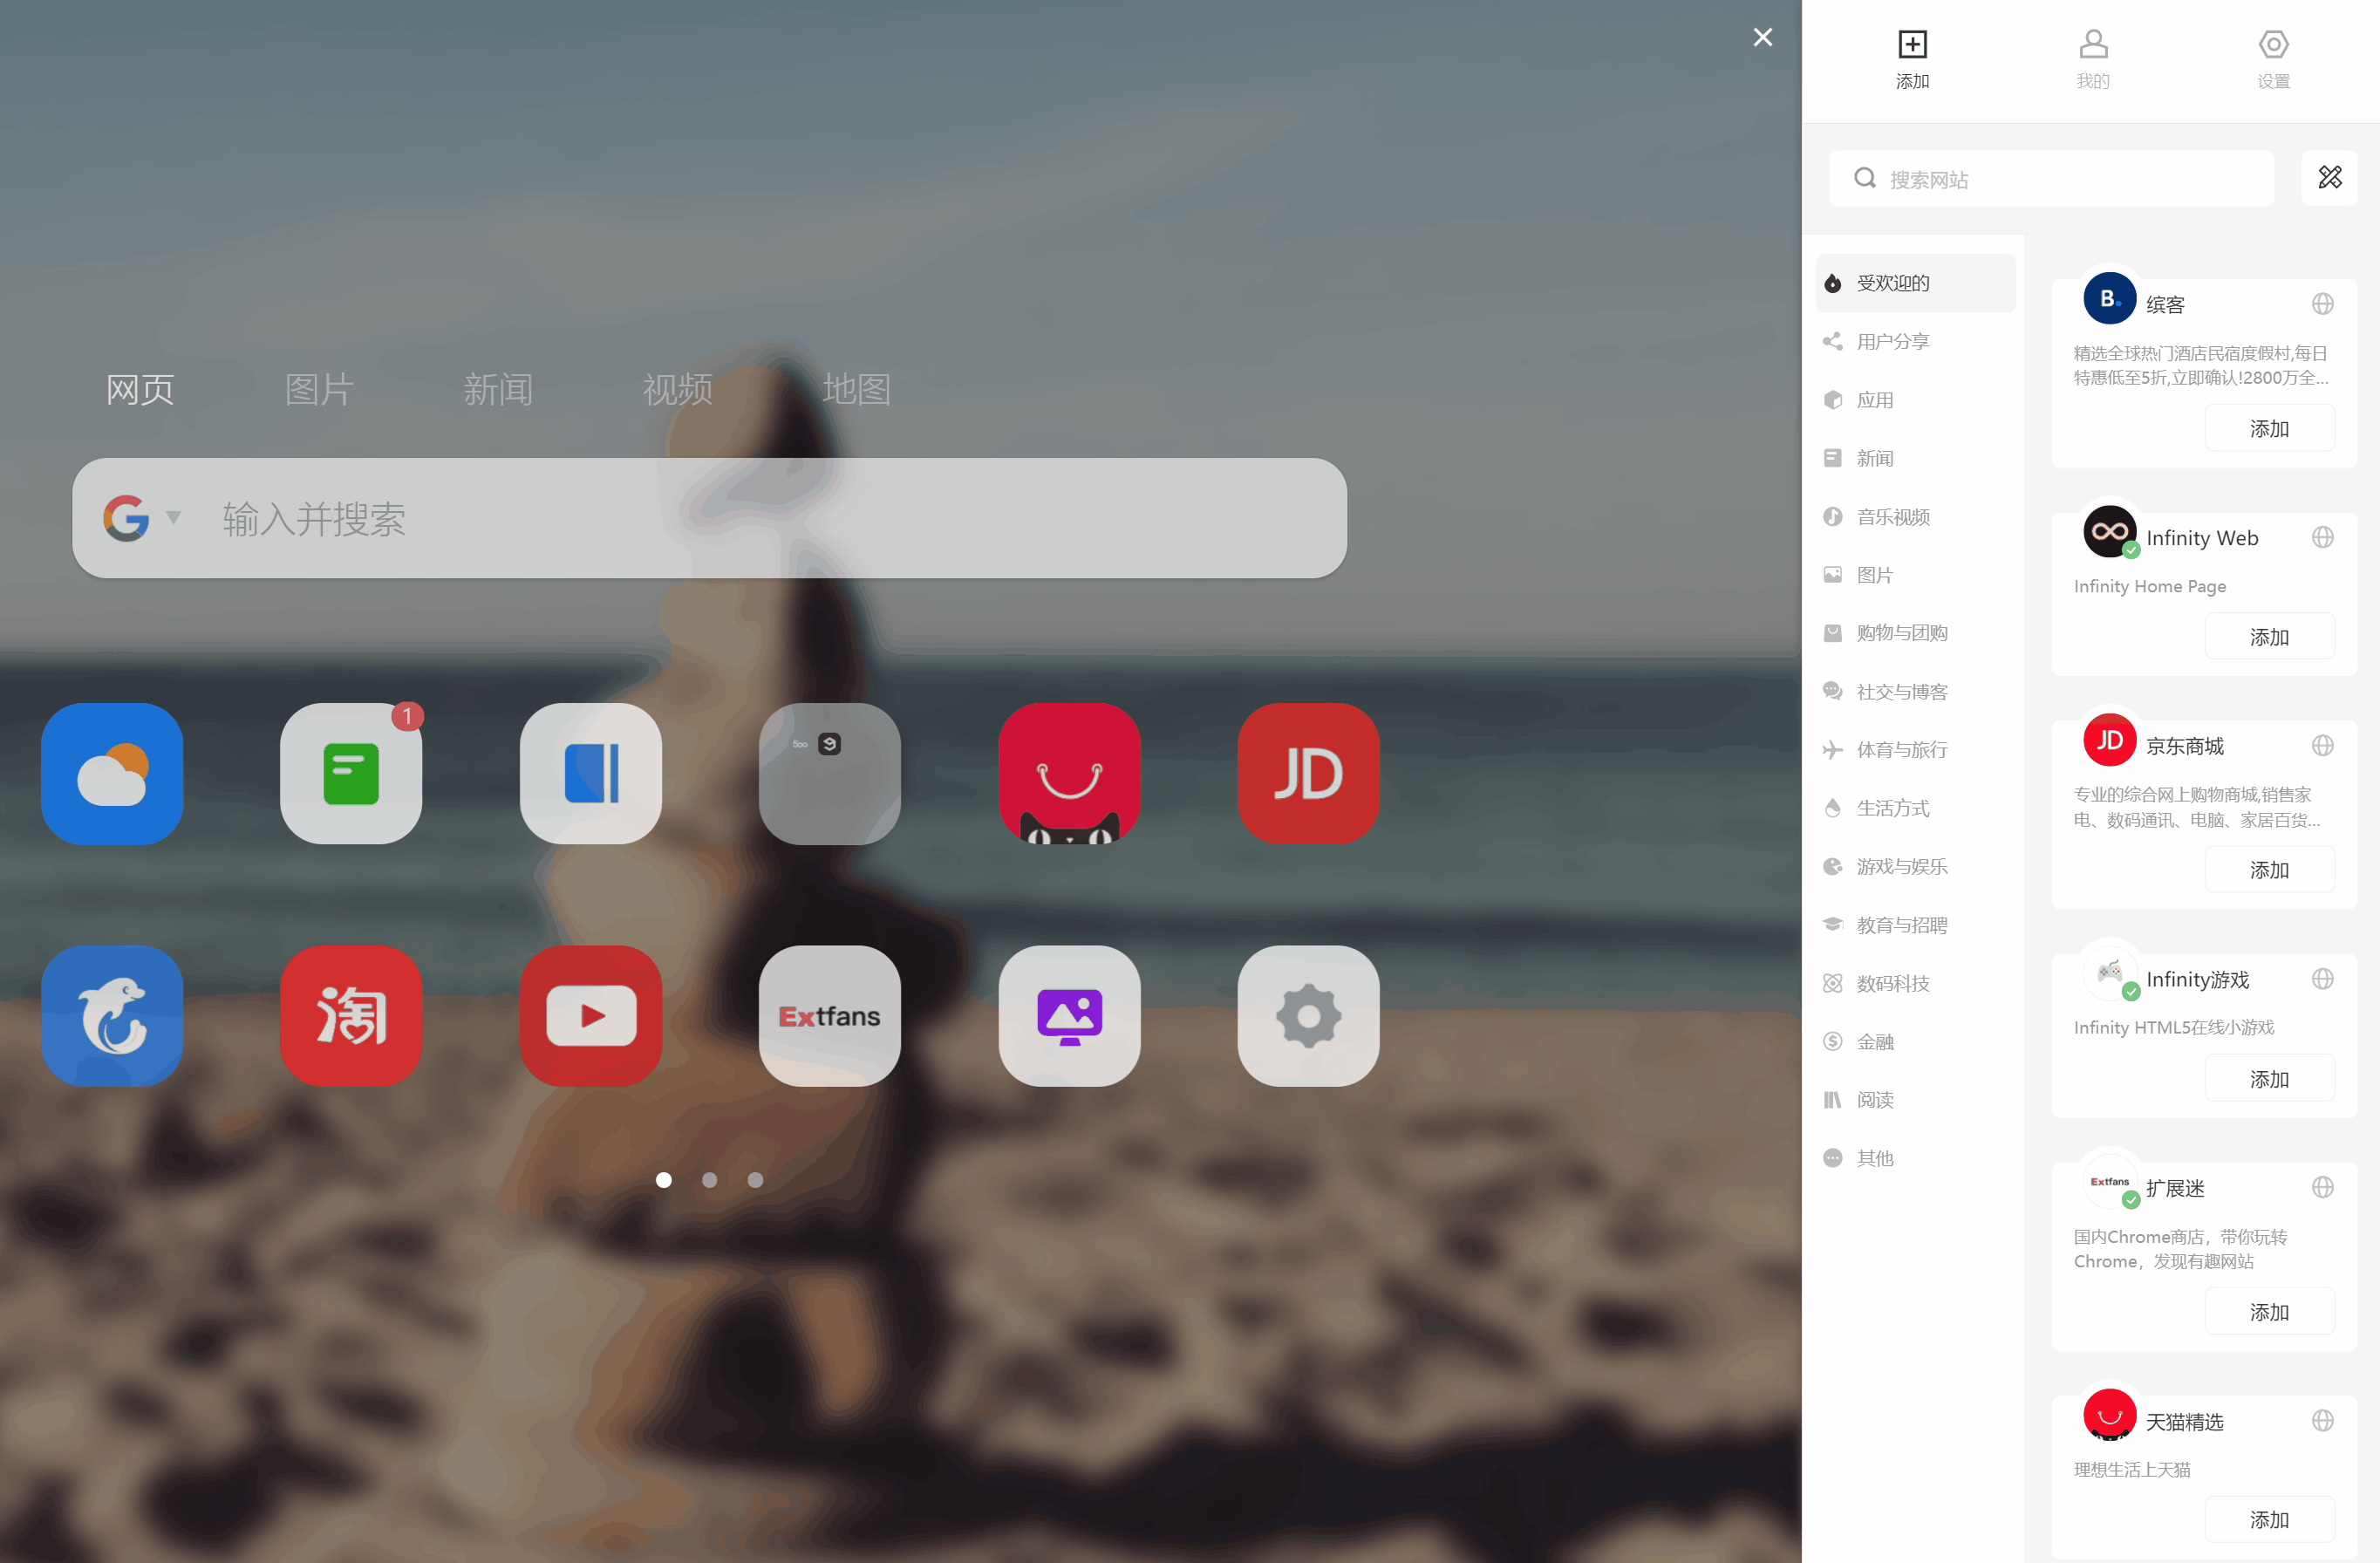 添加
我的
设置
搜索网站
网页
图片
新闻
视频
地图
输入并搜索
1
500
JD
淘
Extfans
受欢迎的
用户分享
应用
新闻
音乐视频
图片
购物与团购
社交与博客
体育与旅行
生活方式
游戏与娱乐
教育与招聘
数码科技
金融
阅读
其他
B.
缤客
精选全球热门酒店民宿度假村,每日
特惠低至5折,立即确认!2800万全...
添加
Infinity Web
Infinity Home Page
添加
JD
京东商城
专业的综合网上购物商城,销售家
电、数码通讯、电脑、家居百货...
添加
Infinity游戏
Infinity HTML5在线小游戏
添加
Extfans
扩展迷
国内Chrome商店，带你玩转
Chrome，发现有趣网站
添加
天猫精选
理想生活上天猫
添加